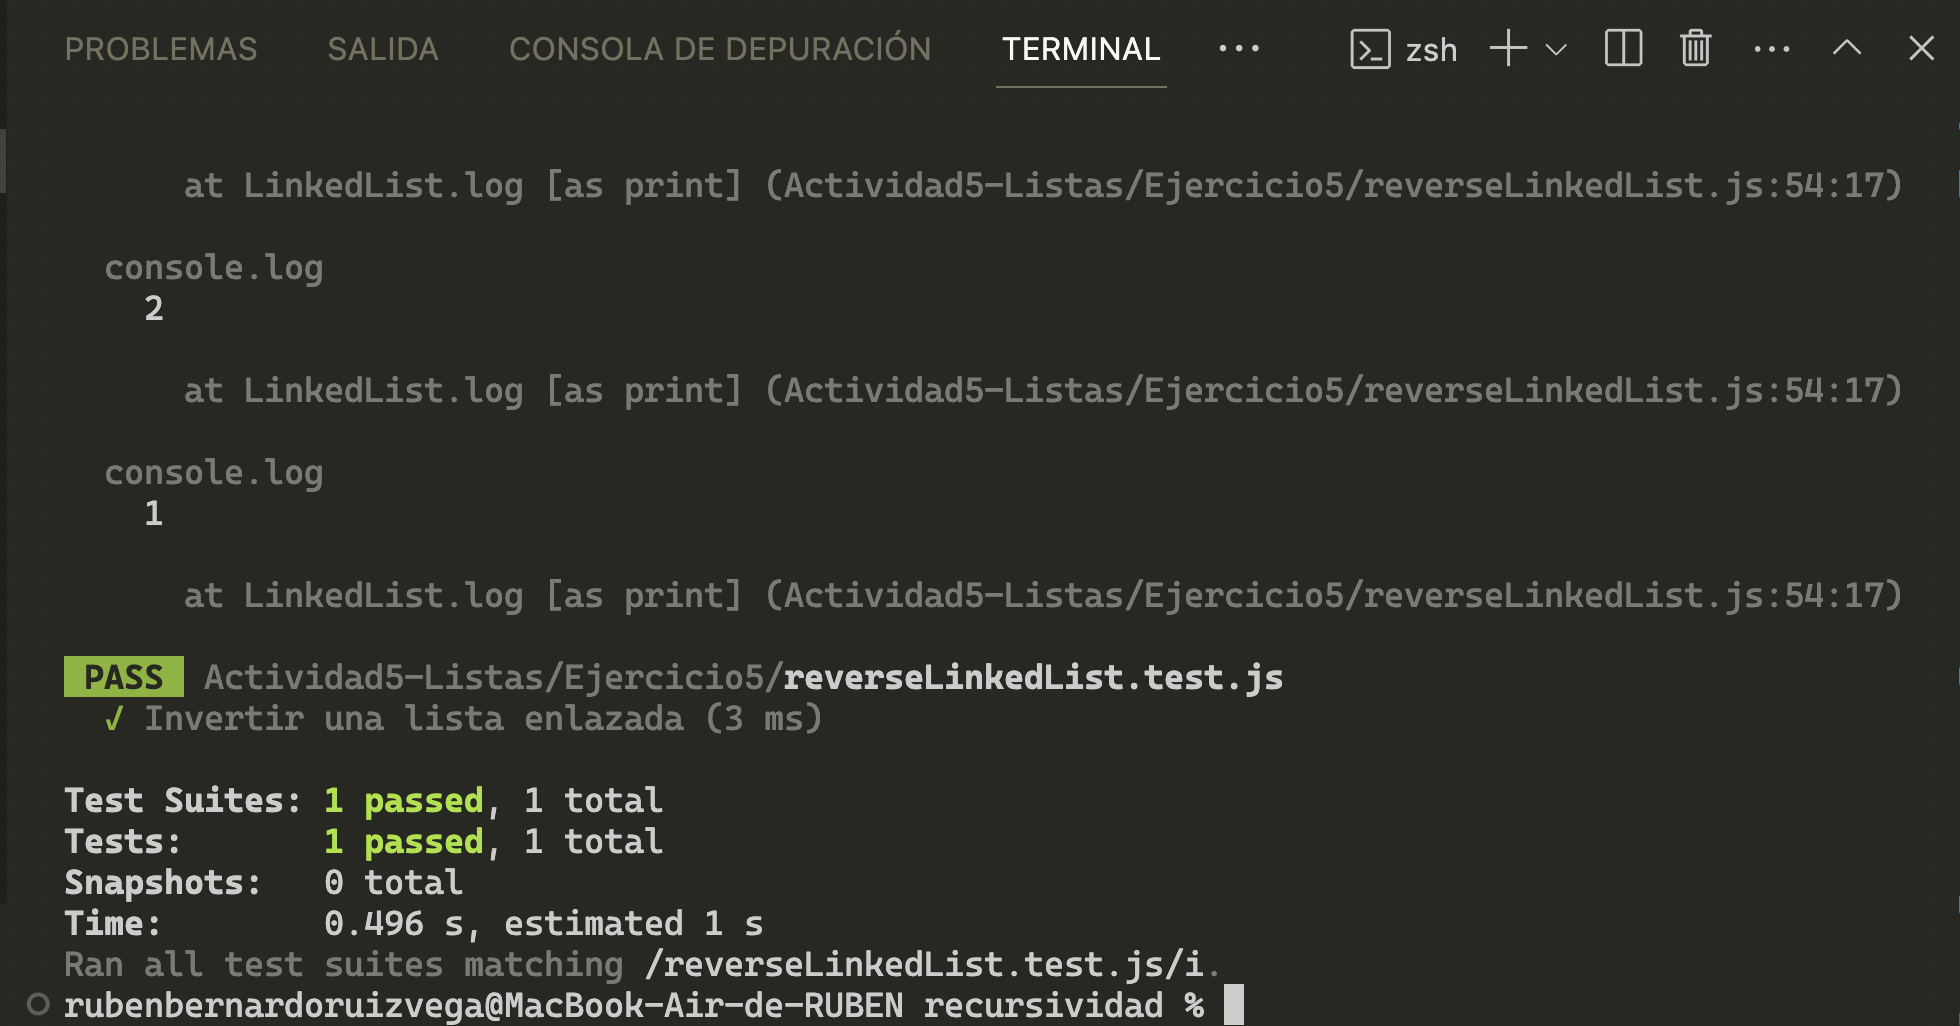 PROBLEMAS SALIDA CONSOLA DE DEPURACIÓN TERMINAL ··· zsh
at LinkedList.log [as print] (Actividad5-Listas/Ejercicio5/reverseLinkedList.js:54:17)
console.log
2
at LinkedList.log [as print] (Actividad5-Listas/Ejercicio5/reverseLinkedList.js:54:17)
console.log
1
at LinkedList.log [as print] (Actividad5-Listas/Ejercicio5/reverseLinkedList.js:54:17)
PASS Actividad5-Listas/Ejercicio5/reverseLinkedList.test.js
√ Invertir una lista enlazada (3 ms)
Test Suites: 1 passed, 1 total
Tests: 1 passed, 1 total
Snapshots: 0 total
Time: 0.496 s, estimated 1 s
Ran all test suites matching /reverseLinkedList.test.js/i.
rubenbernardoruizvega@MacBook-Air-de-RUBEN recursividad %